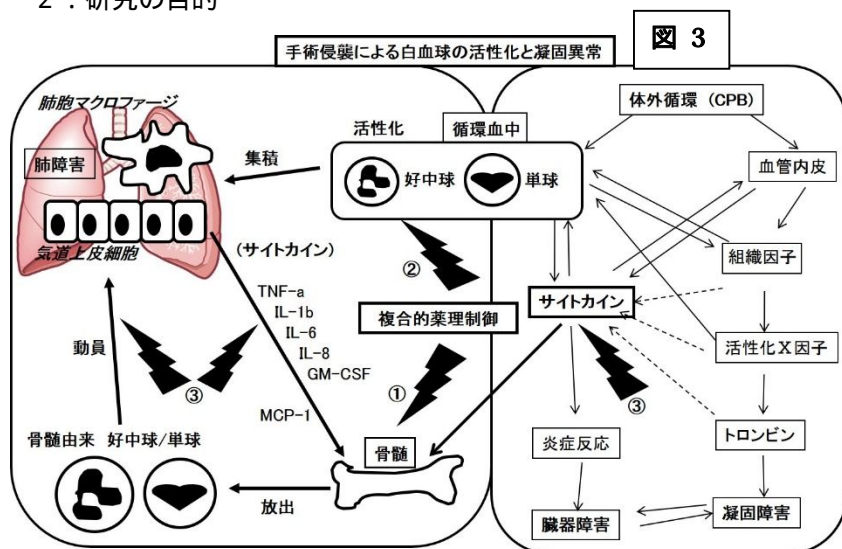 2．研究の目的
図 3
手術侵襲による白血球の活性化と凝固異常
肺胞マクロファージ
肺障害
気道上皮細胞
集積
活性化
循環血中
好中球
単球
体外循環（CPB）
血管内皮
組織因子
活性化X因子
トロンビン
凝固障害
サイトカイン
炎症反応
臓器障害
③
②
複合的薬理制御
①
（サイトカイン）
TNF-a
IL-1b
IL-6
IL-8
GM-CSF
MCP-1
動員
③
骨髄由来 好中球/単球
放出
骨髄